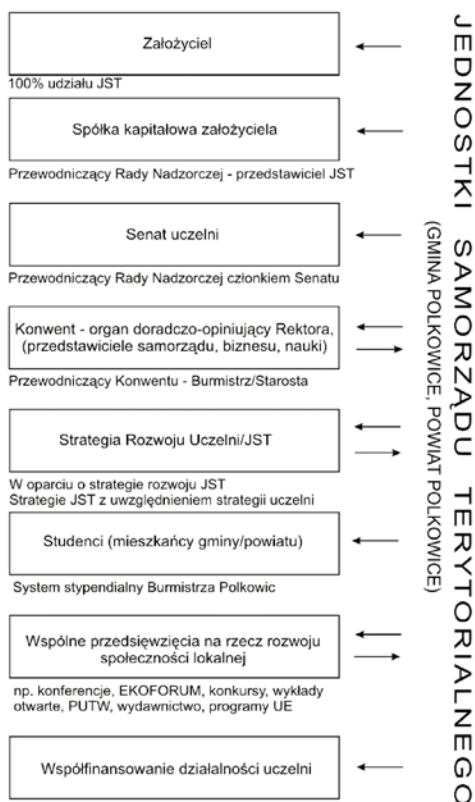 Założyciel
100% udziału JST
Spółka kapitałowa założyciela
Przewodniczący Rady Nadzorczej - przedstawiciel JST
Senat uczelni
Przewodniczący Rady Nadzorczej członkiem Senatu
Konwent - organ doradczo-opiniujący Rektora,
(przedstawiciele samorządu, biznesu, nauki)
Przewodniczący Konwentu - Burmistrz/Starosta
Strategia Rozwoju Uczelni/JST
W oparciu o strategie rozwoju JST
Strategie JST z uwzględnieniem strategii uczelni
Studenci (mieszkańcy gminy/powiatu)
System stypendialny Burmistrza Polkowic
Wspólne przedsięwzięcia na rzecz rozwoju
społeczności lokalnej
np. konferencje, EKOFORUM, konkursy, wykłady
otwarte, PUTW, wydawnictwo, programy UE
Współfinansowanie działalności uczelni
JEDNOSTKI SAMORZĄDU TERYTORIALNEGO
(GMINA POLKOWICE, POWIAT POLKOWICE)